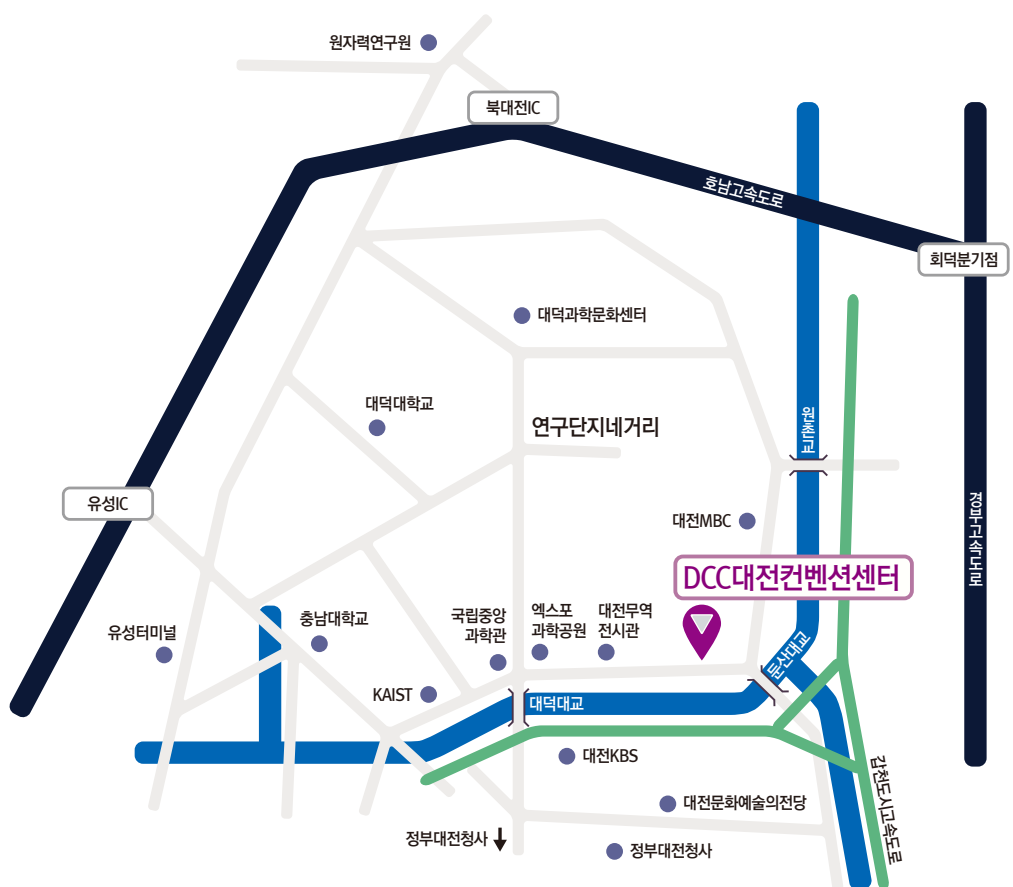 원자력연구원
북대전IC
호남고속도로
회덕분기점
대덕과학문화센터
대덕대학교
원촌교
연구단지네거리
유성IC
대전MBC
경부고속도로
DCC대전컨벤션센터
유성터미널
충남대학교
국립중앙
과학관
엑스포
과학공원
대전무역
전시관
둔산대교
KAIST
대덕대교
대전KBS
갑천도시고속도로
대전문화예술의전당
정부대전청사
정부대전청사